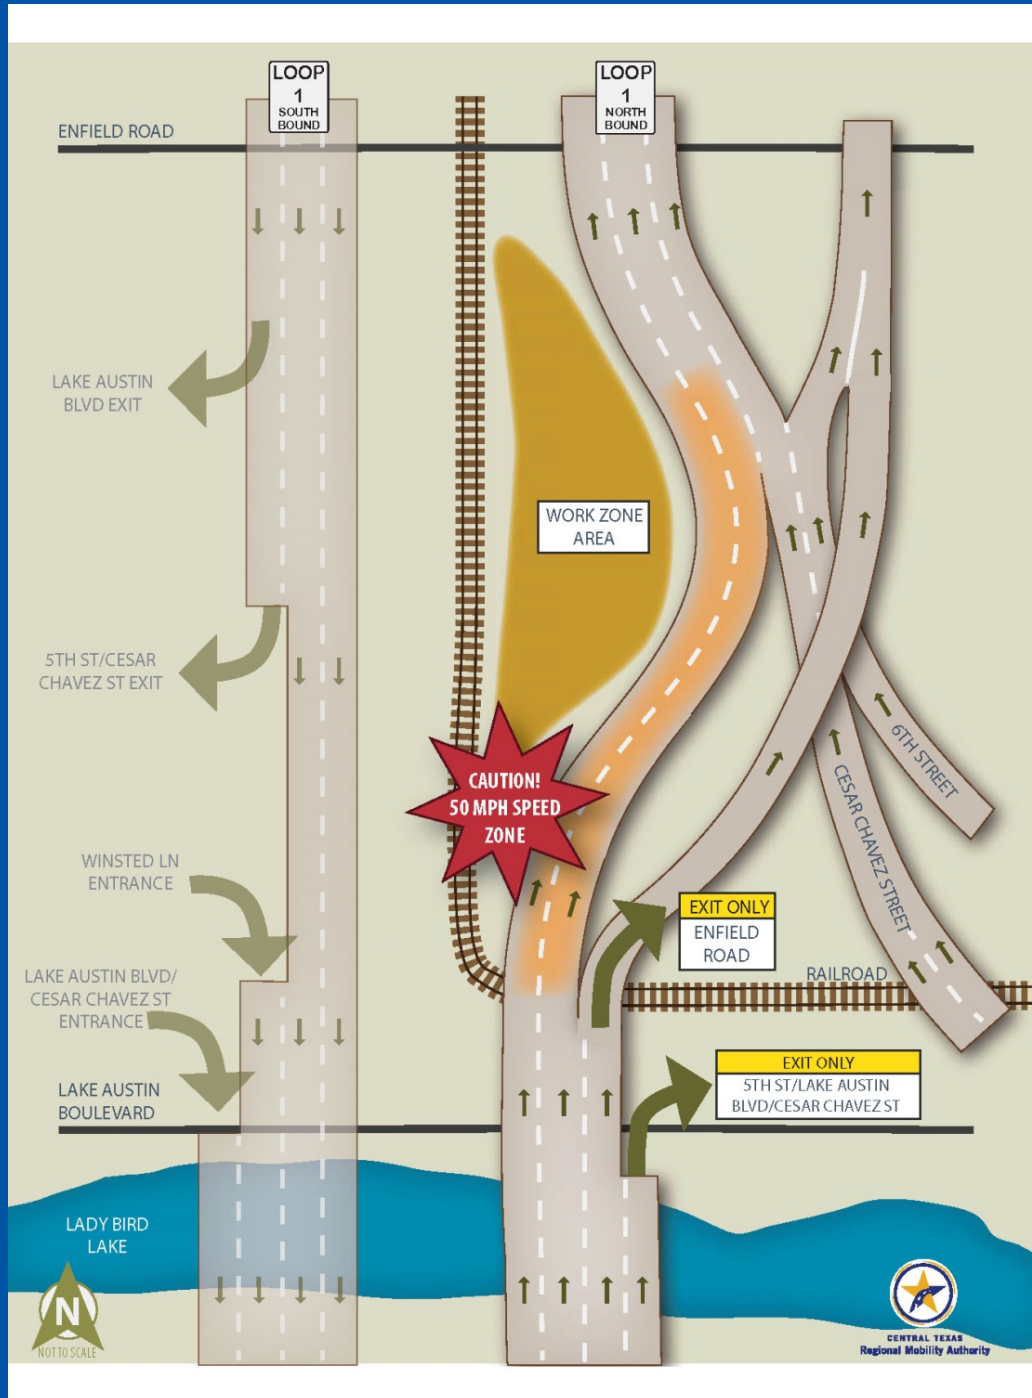 LOOP
1
SOUTH
BOUND
LOOP
1
NORTH
BOUND
ENFIELD ROAD
LAKE AUSTIN
BLVD EXIT
WORK ZONE
AREA
5TH ST/CESAR
CHAVEZ ST EXIT
6TH STREET
CESAR CHAVEZ STREET
CAUTION!
50 MPH SPEED
ZONE
WINSTED LN
ENTRANCE
EXIT ONLY
ENFIELD
ROAD
RAILROAD
LAKE AUSTIN BLVD/
CESAR CHAVEZ ST
ENTRANCE
EXIT ONLY
5TH ST/LAKE AUSTIN
BLVD/CESAR CHAVEZ ST
LAKE AUSTIN
BOULEVARD
LADY BIRD
LAKE
N
NOT TO SCALE
CENTRAL TEXAS
Regional Mobility Authority